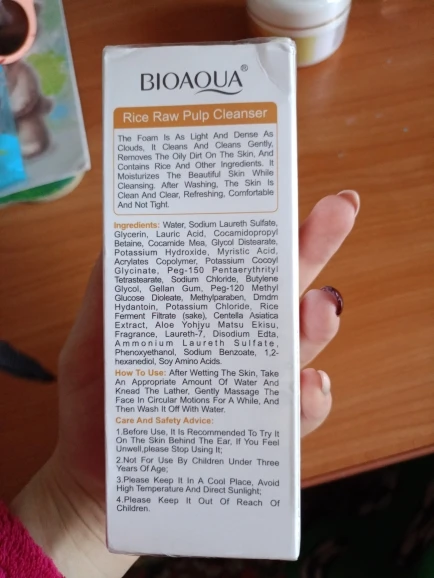 BIOAQUA®
Rice Raw Pulp Cleanser
The Foam Is As Light And Dense As
Clouds, It Cleans And Cleans Gently,
Removes The Oily Dirt On The Skin, And
Contains Rice And Other Ingredients. It
Moisturizes The Beautiful Skin While
Cleansing. After Washing, The Skin Is
Clean And Clear, Refreshing, Comfortable
And Not Tight.
Ingredients: Water, Sodium Laureth Sulfate,
Glycerin, Lauric Acid, Cocamidopropyl
Betaine, Cocamide Mea, Glycol Distearate,
Potassium Hydroxide, Myristic Acid,
Acrylates Copolymer, Potassium Cocoyl
Glycinate, Peg-150 Pentaerythrityl
Tetrastearate, Sodium Chloride, Butylene
Glycol, Gellan Gum, Peg-120 Methyl
Glucose Dioleate, Methylparaben, Dmdm
Hydantoin, Potassium Chloride, Rice
Ferment Filtrate (sake), Centella Asiatica
Extract, Aloe Yohjyu Matsu Ekisu,
Fragrance, Laureth-7, Disodium Edta,
Ammonium Laureth Sulfate,
Phenoxyethanol, Sodium Benzoate, 1,2-
hexanediol, Soy Amino Acids.
How To Use: After Wetting The Skin, Take
An Appropriate Amount Of Water And
Knead The Lather, Gently Massage The
Face In Circular Motions For A While, And
Then Wash It Off With Water.
Care And Safety Advice:
1.Before Use, It Is Recommended To Try It
On The Skin Behind The Ear, If You Feel
Unwell,please Stop Using It;
2.Not For Use By Children Under Three
Years Of Age;
3.Please Keep It In A Cool Place, Avoid
High Temperature And Direct Sunlight;
4.Please Keep It Out Of Reach Of
Children.